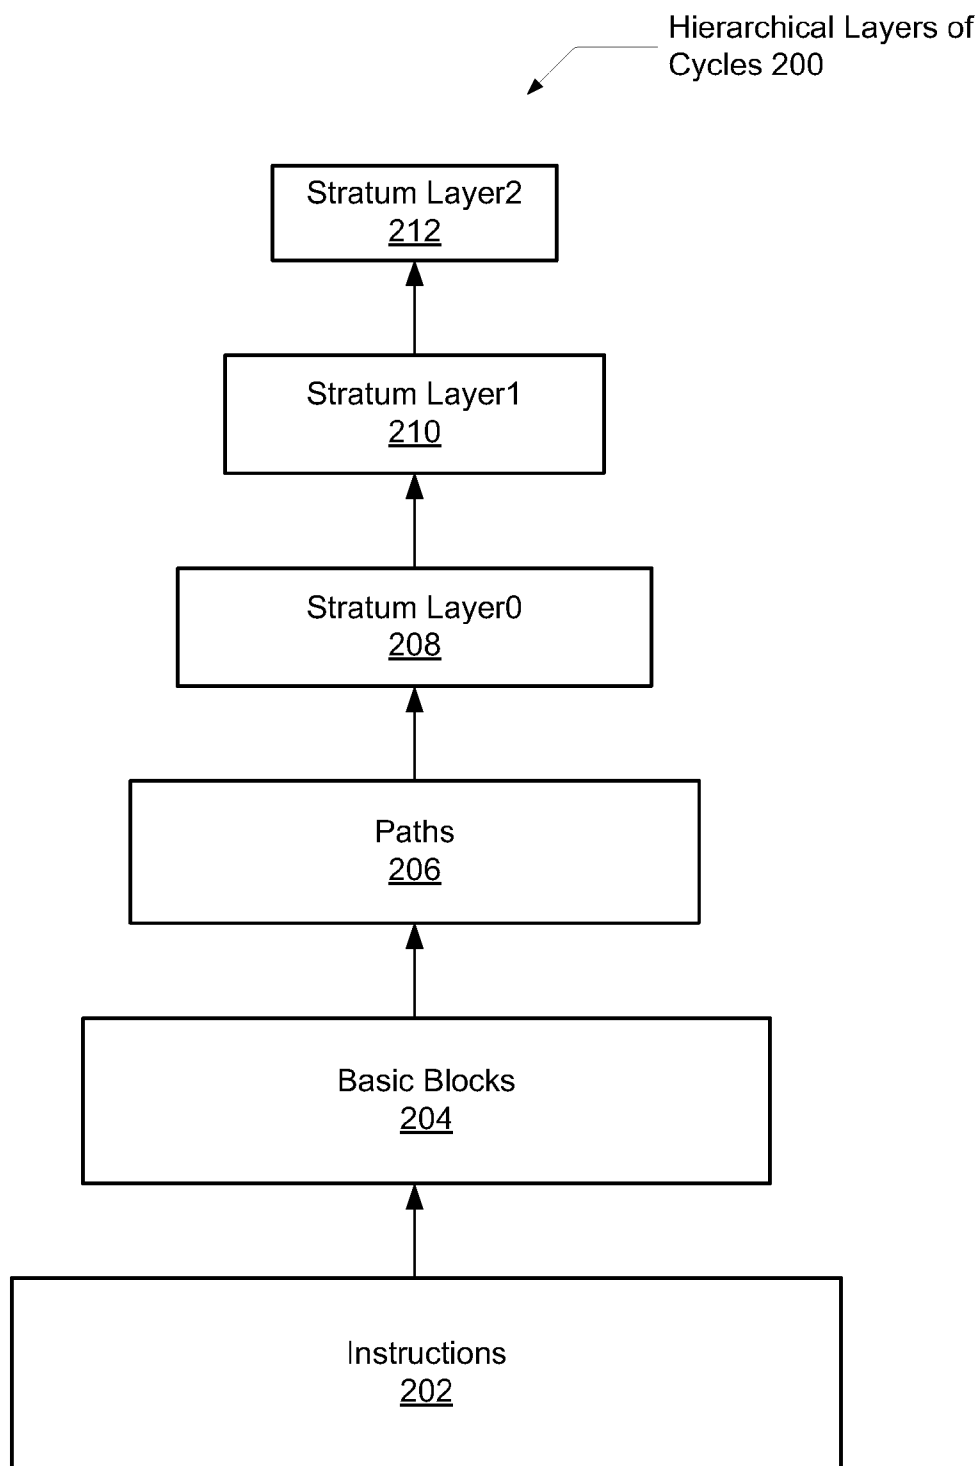 Hierarchical Layers of
Cycles 200
Stratum Layer2
212
Stratum Layer1
210
Stratum Layer0
208
Paths
206
Basic Blocks
204
Instructions
202